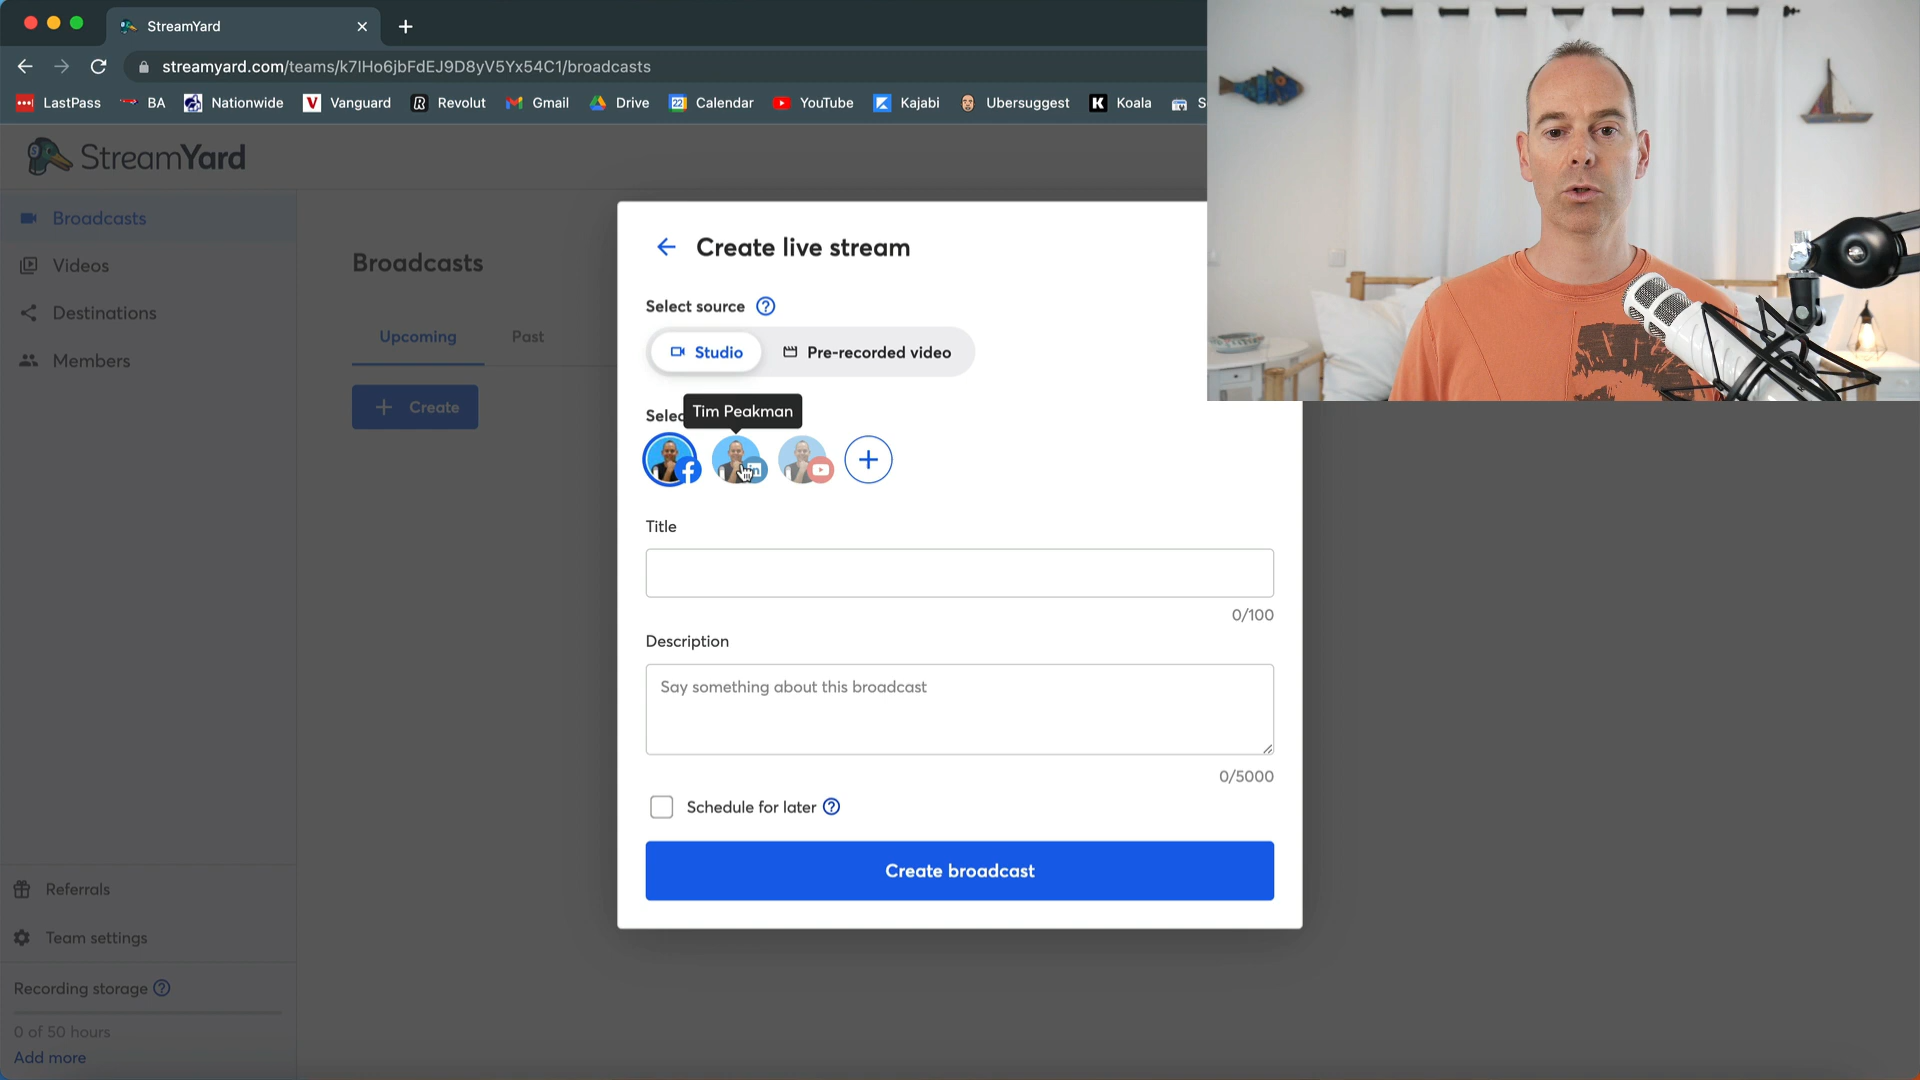 StreamYard
streamyard.com/teams/k7IHo6jbFdEJ9D8yV5Yx54C1/broadcasts
LastPass BA Nationwide Vanguard Revolut Gmail 22 Calendar Drive YouTube Kajabi Ubersuggest Koala S
StreamYard
Broadcasts
Videos
Destinations
Members
Broadcasts
Upcoming Past
+ Create
Create live stream
Select source ?
Studio Pre-recorded video
Selec
Tim Peakman
Title
0/100
Description
Say something about this broadcast
0/5000
Schedule for later ?
Create broadcast
Referrals
Team settings
Recording storage ?
0 of 50 hours
Add more